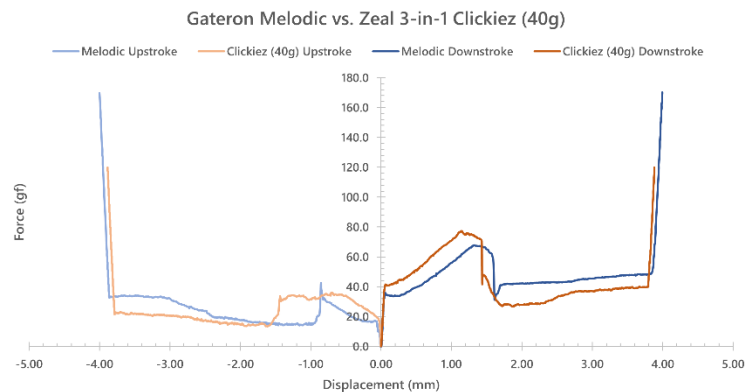 Gateron Melodic vs. Zeal 3-in-1 Clickiez (40g)
Melodic Upstroke Clickiez (40g) Upstroke Melodic Downstroke Clickiez (40g) Downstroke
180.0
160.0
140.0
120.0
100.0
80.0
60.0
40.0
20.0
0.0
Force (gf)
-5.00 -4.00 -3.00 -2.00 -1.00 0.00 1.00 2.00 3.00 4.00 5.00
Displacement (mm)